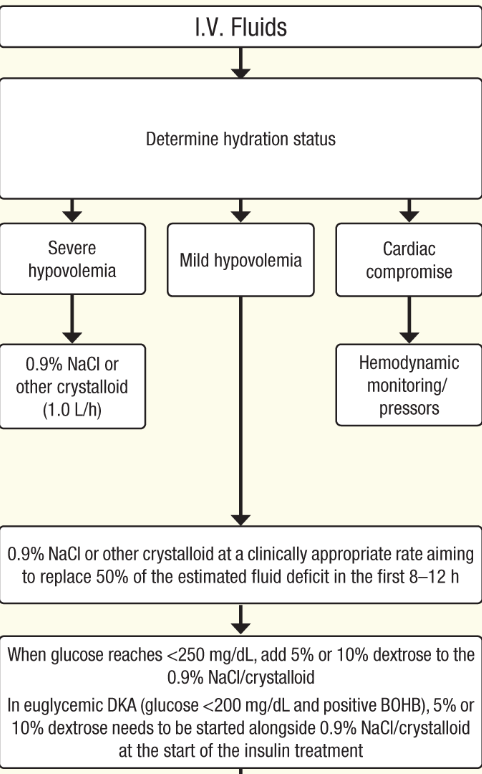 I.V. Fluids
Determine hydration status
Severe
hypovolemia
Mild hypovolemia
Cardiac
compromise
0.9% NaCl or
other crystalloid
(1.0 L/h)
Hemodynamic
monitoring/
pressors
0.9% NaCl or other crystalloid at a clinically appropriate rate aiming
to replace 50% of the estimated fluid deficit in the first 8–12 h
When glucose reaches <250 mg/dL, add 5% or 10% dextrose to the
0.9% NaCl/crystalloid
In euglycemic DKA (glucose <200 mg/dL and positive BOHB), 5% or
10% dextrose needs to be started alongside 0.9% NaCl/crystalloid
at the start of the insulin treatment